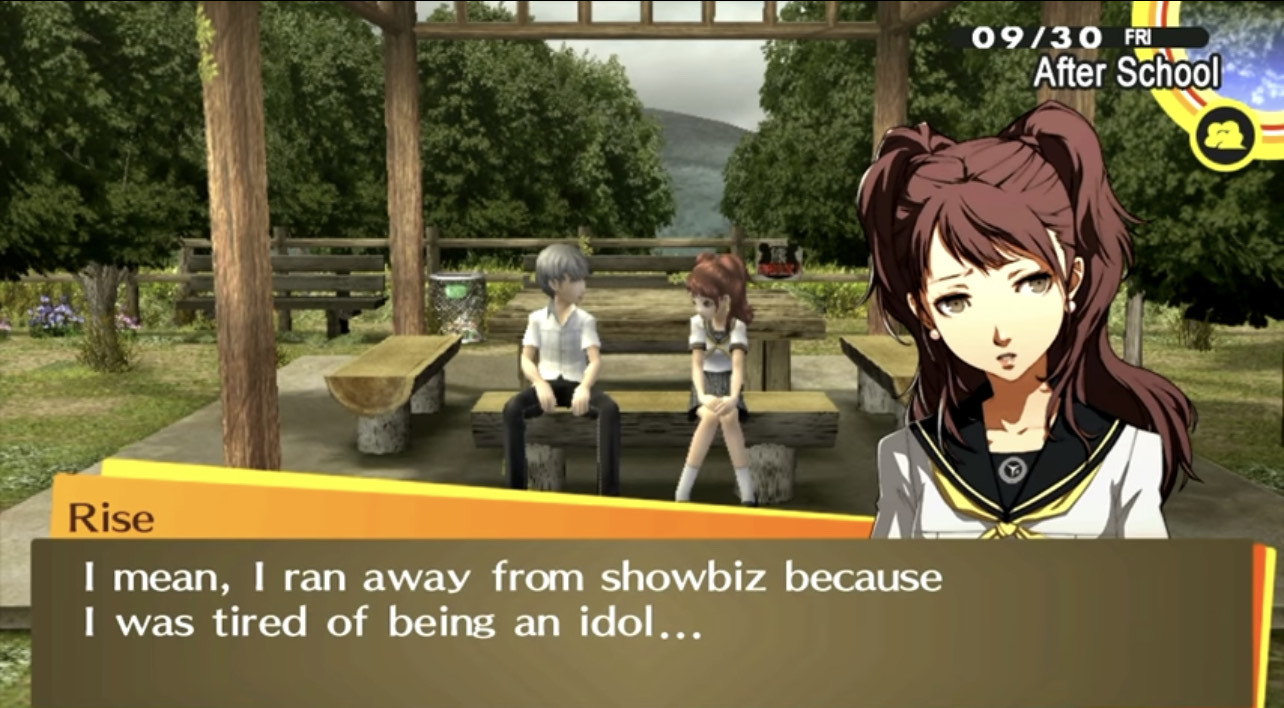 09/30 FRI
After School
Rise
I mean, I ran away from showbiz because
I was tired of being an idol...